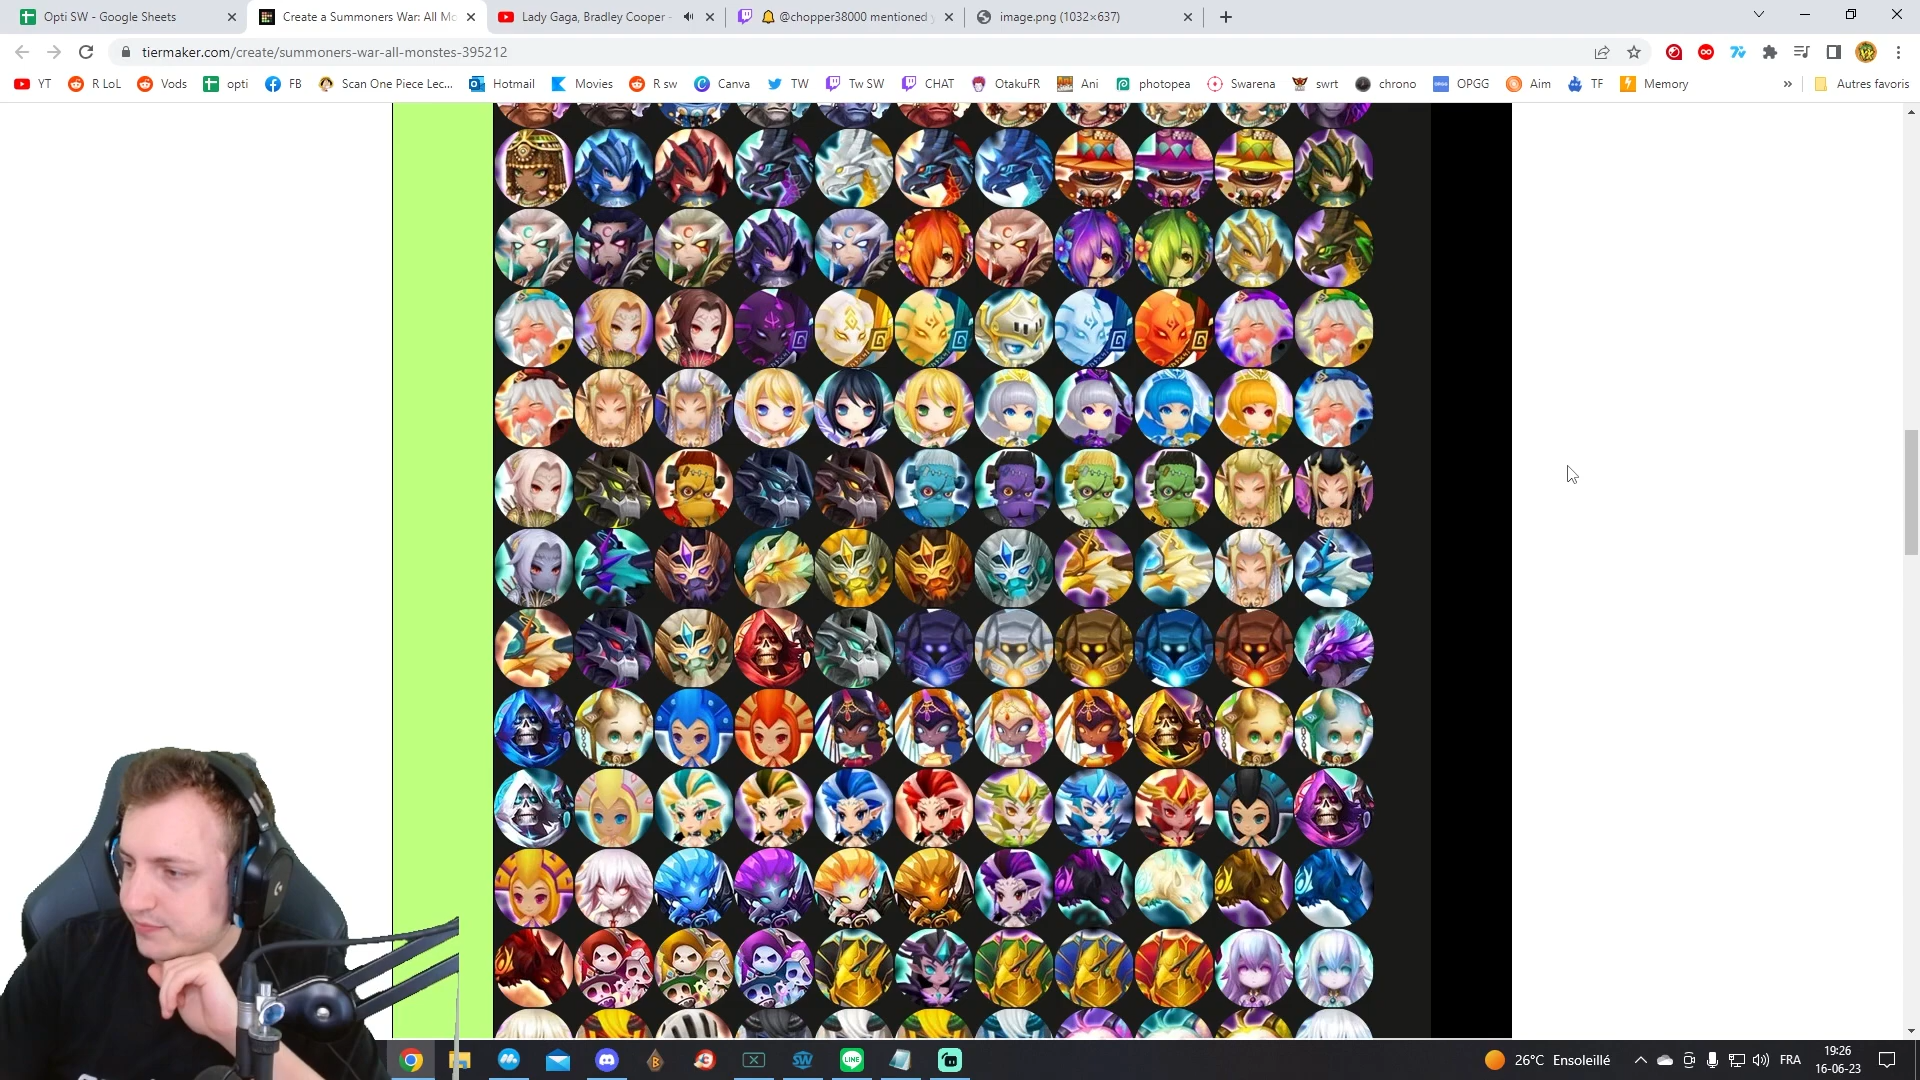 Opti SW - Google Sheets
Create a Summoners War: All Mo
Lady Gaga, Bradley Cooper -
@chopper38000 mentioned
image.png (1032×637)
tiermaker.com/create/summoners-war-all-monstes-395212
YT
R LoL
Vods
opti
FB
Scan One Piece Lec...
Hotmail
Movies
R sw
Canva
TW
Tw SW
CHAT
OtakuFR
Ani
photopea
Swarena
swrt
chrono
OPGG
Aim
TF
Memory
»
Autres favoris
26°C Ensoleillé
FRA
19:26
16-06-23